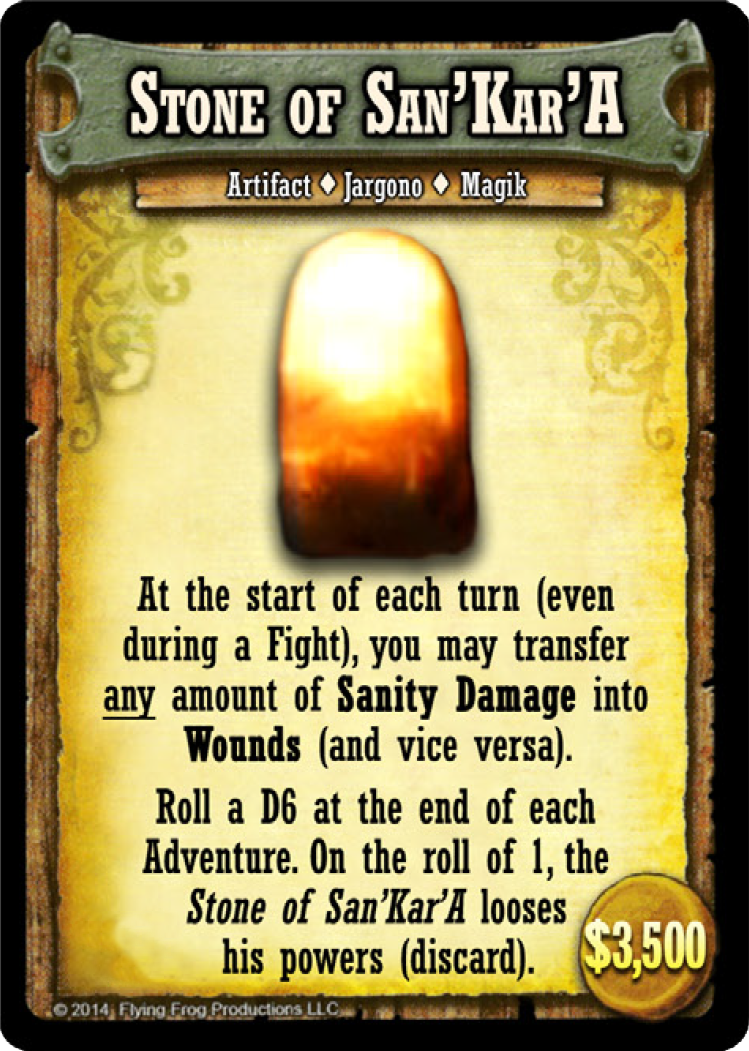 Stone of San'Kar'A
Artifact ♦ Jargono ♦ Magik
At the start of each turn (even
during a Fight), you may transfer
any amount of Sanity Damage into
Wounds (and vice versa).
Roll a D6 at the end of each
Adventure. On the roll of 1, the
Stone of San'Kar'A looses
his powers (discard).
$3,500
© 2014 Flying Frog Productions LLC